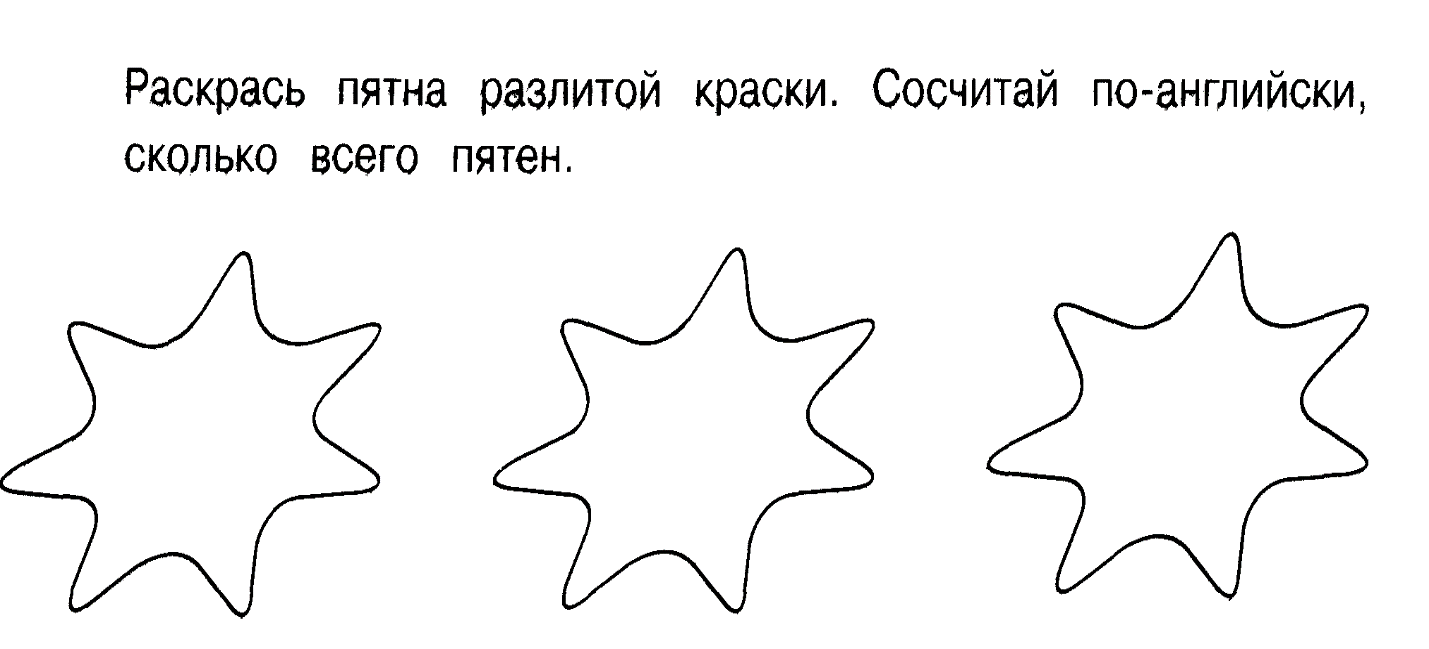 Раскрась пятна разлитой краски. Сосчитай по-английски,
сколько всего пятен.